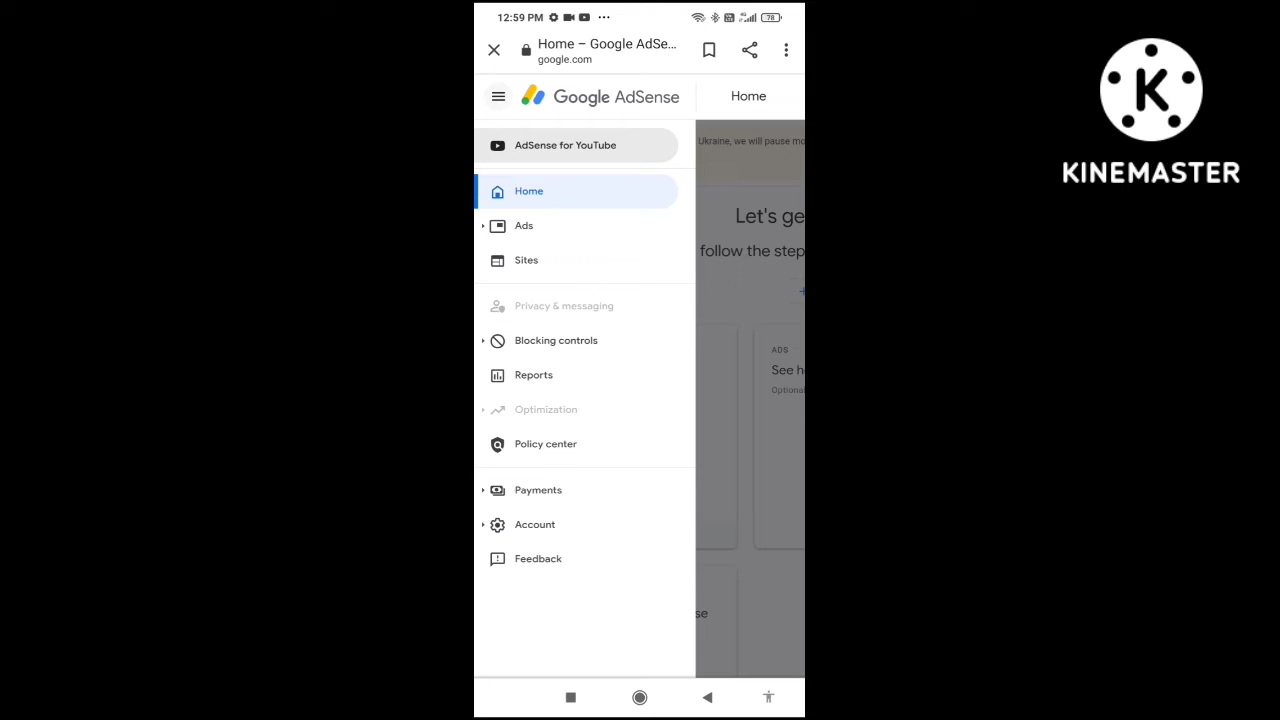 12:59 PM
78
Home – Google AdSe...
google.com
Google AdSense
Home
AdSense for YouTube
Home
Ads
Sites
Privacy & messaging
Blocking controls
Reports
Optimization
Policy center
Payments
Account
Feedback
Ukraine, we will pause mo
Let's ge
follow the step
ADS
See h
Optional
se
K
KINEMASTER